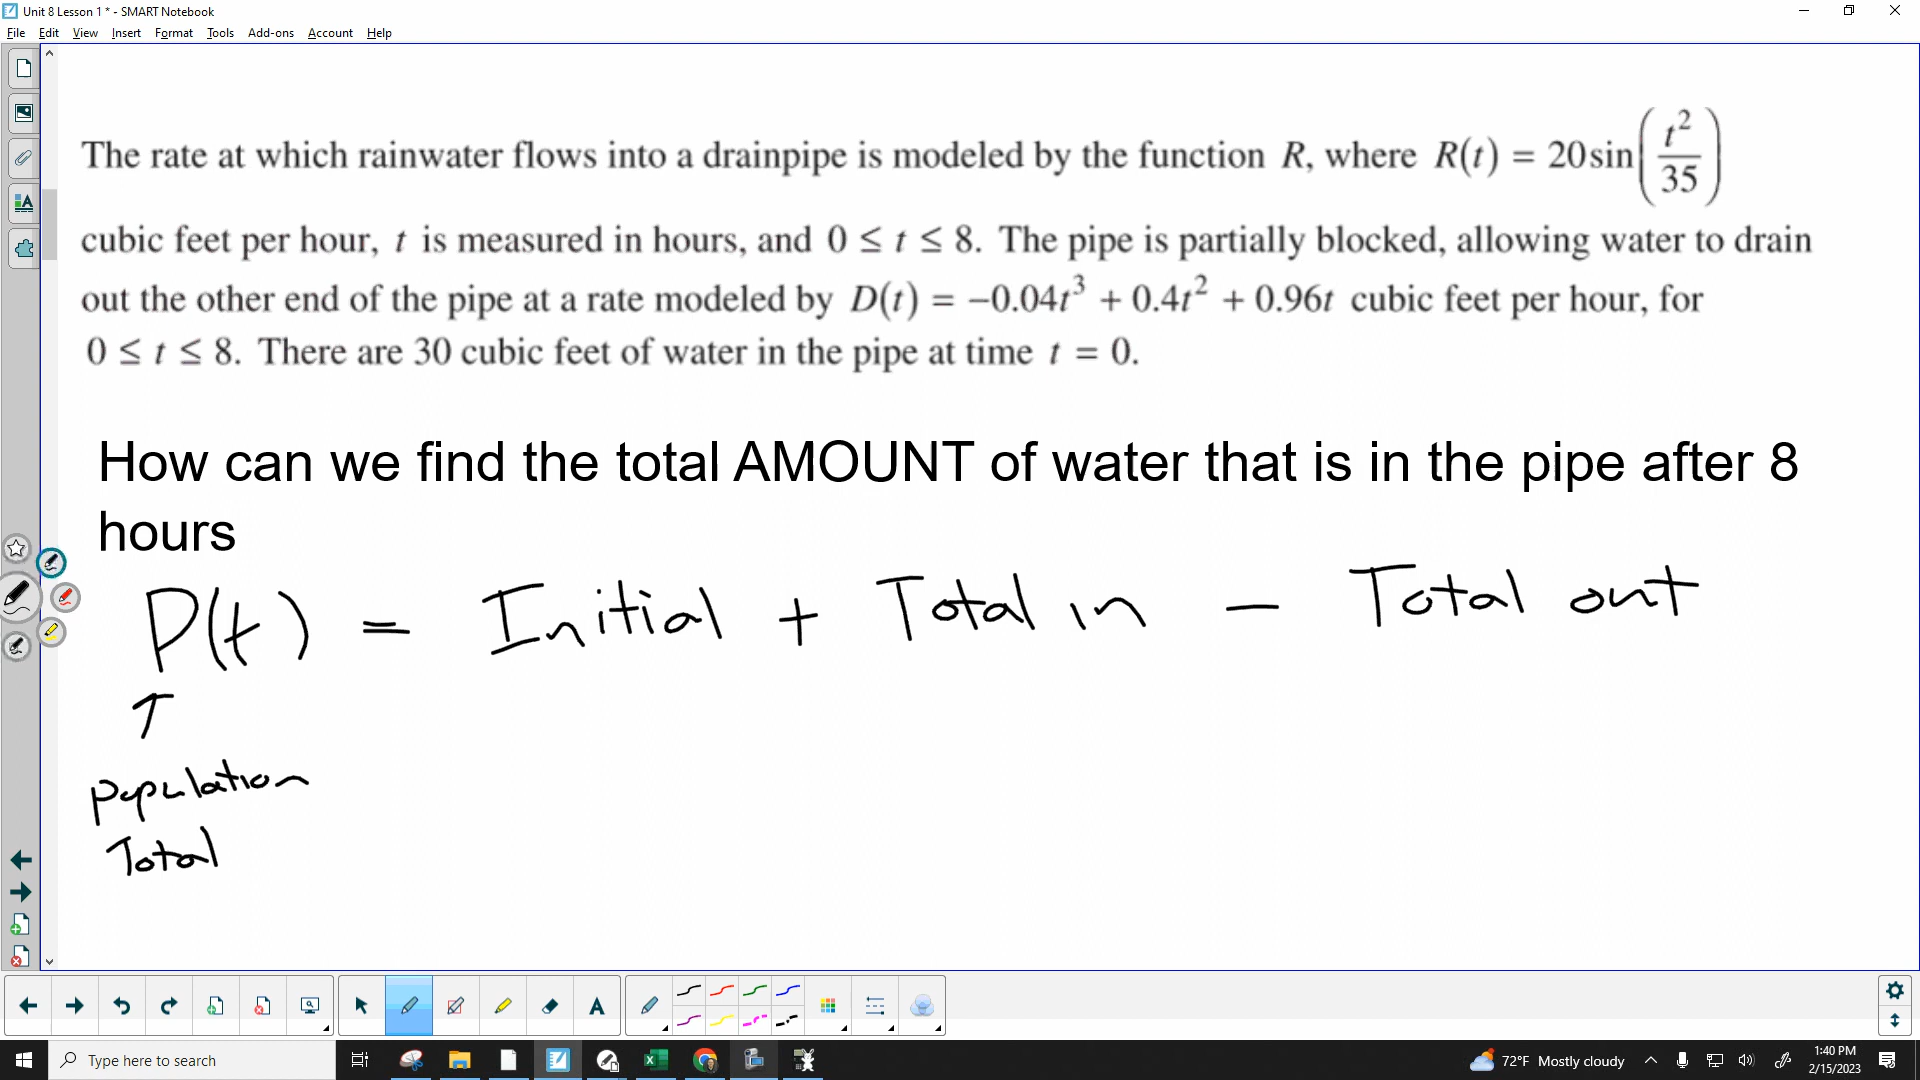 Unit 8 Lesson 1 * - SMART Notebook
File Edit View Insert Format Tools Add-ons Account Help
The rate at which rainwater flows into a drainpipe is modeled by the function R, where R(t) = 20 sin(t²/35)
cubic feet per hour, t is measured in hours, and 0 ≤ t ≤ 8. The pipe is partially blocked, allowing water to drain
out the other end of the pipe at a rate modeled by D(t) = −0.04t³ + 0.4t² + 0.96t cubic feet per hour, for
0 ≤ t ≤ 8. There are 30 cubic feet of water in the pipe at time t = 0.
How can we find the total AMOUNT of water that is in the pipe after 8
hours
P(t) = Initial + Total in − Total out
↑
population
Total
Type here to search
72°F Mostly cloudy
1:40 PM
2/15/2023